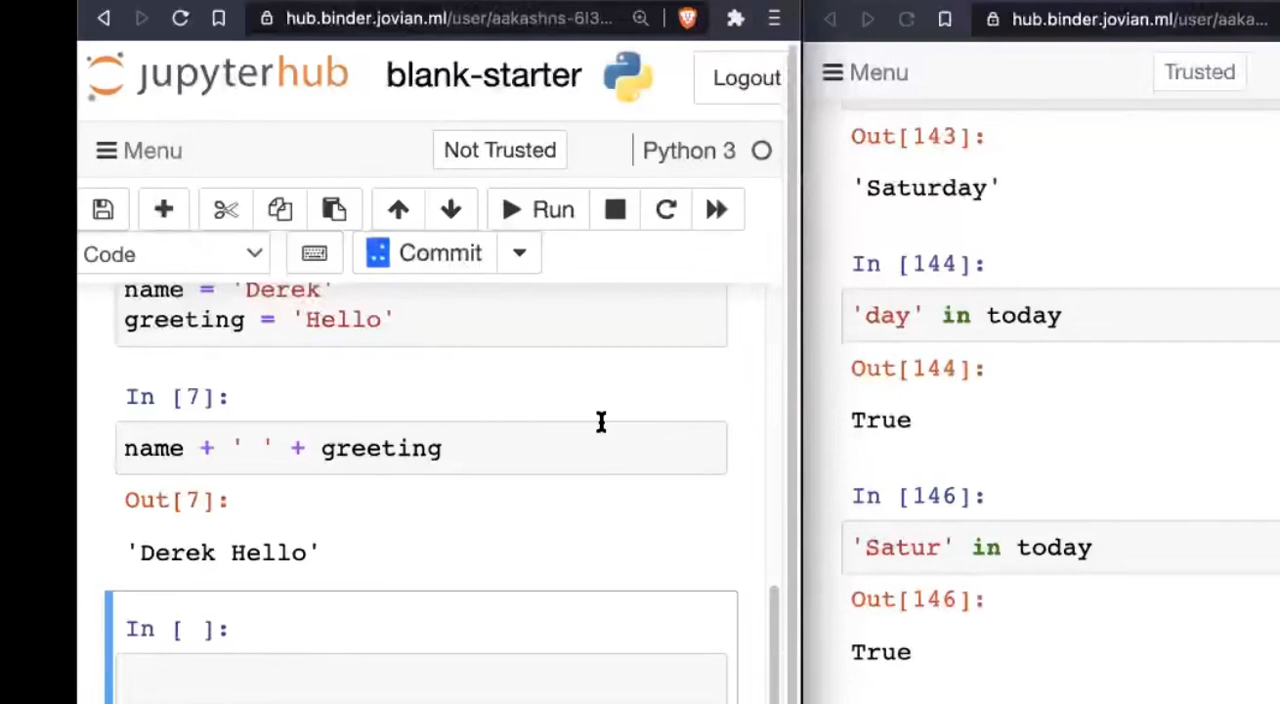 hub.binder.jovian.ml/user/aakashns-6l3...
jupyterhub blank-starter Logout
Menu Not Trusted Python 3
Run
Code Commit
name = 'Derek'
greeting = 'Hello'
In [7]:
name + ' ' + greeting
Out[7]:
'Derek Hello'
In [ ]:
hub.binder.jovian.ml/user/aaka...
Menu Trusted
Out[143]:
'Saturday'
In [144]:
'day' in today
Out[144]:
True
In [146]:
'Satur' in today
Out[146]:
True